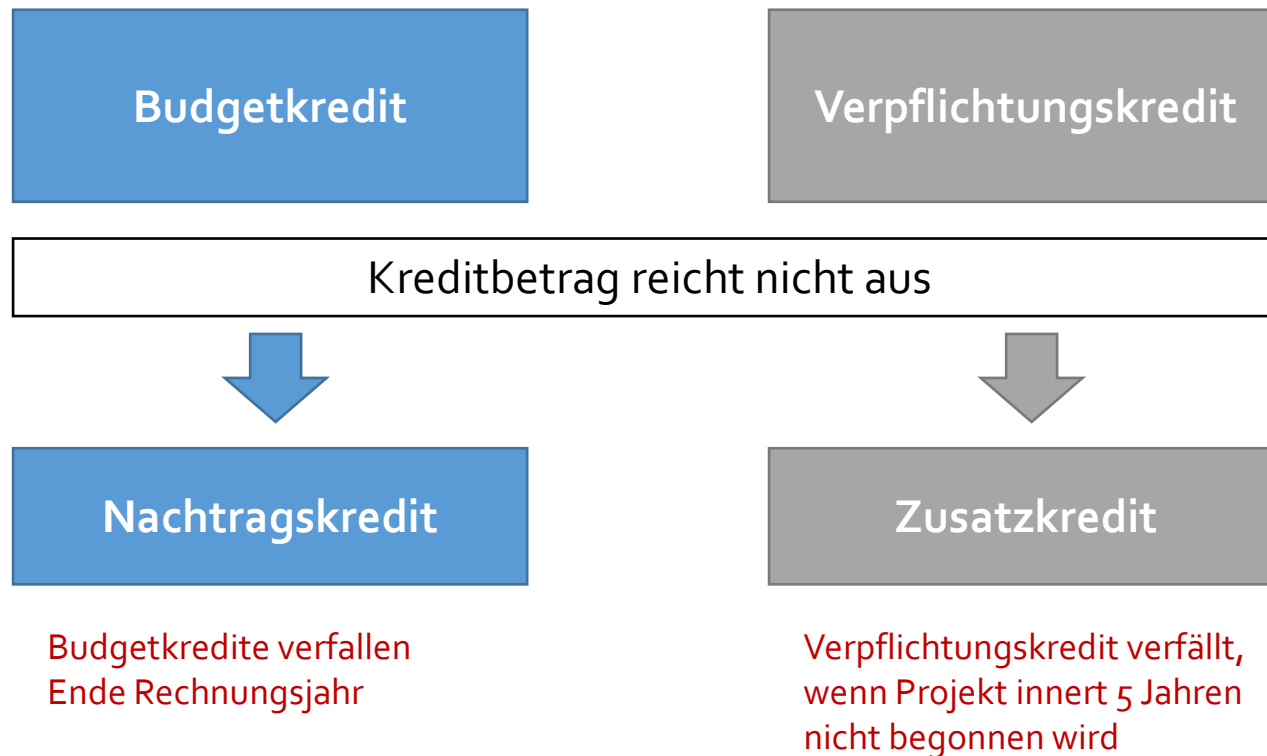 Budgetkredit
Verpflichtungskredit
Kreditbetrag reicht nicht aus
Nachtragskredit
Zusatzkredit
Budgetkredite verfallen
Ende Rechnungsjahr
Verpflichtungskredit verfällt,
wenn Projekt innert 5 Jahren
nicht begonnen wird